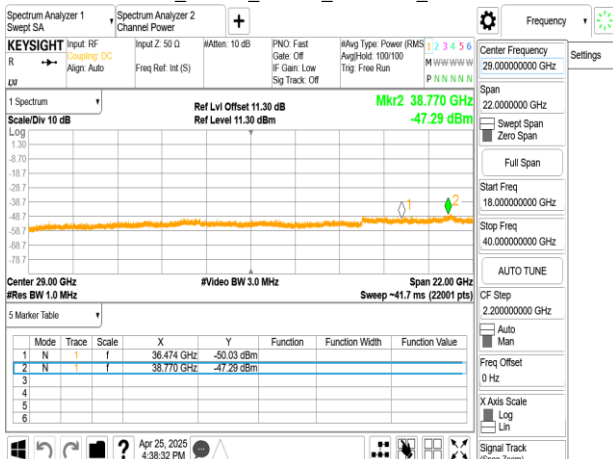 Spectrum Analyzer 1
Swept SA
Spectrum Analyzer 2
Channel Power
+
Frequency
KEYSIGHT
R
Input: RF
Coupling: DC
Align: Auto
Input Z: 50 Ω
Freq Ref: Int (S)
#Atten: 10 dB
PNO: Fast
Gate: Off
IF Gain: Low
Sig Track: Off
#Avg Type: Power (RMS
Avg|Hold: 100/100
Trig: Free Run
1 2 3 4 5 6
M W W W W W
P N N N N N
1 Spectrum
Scale/Div 10 dB
Log
Ref Lvl Offset 11.30 dB
Ref Level 11.30 dBm
Mkr2 38.770 GHz
-47.29 dBm
1.30
-8.70
-18.7
-28.7
-38.7
-48.7
-58.7
-68.7
-78.7
1
2
Center 29.00 GHz
#Res BW 1.0 MHz
#Video BW 3.0 MHz
Span 22.00 GHz
Sweep ~41.7 ms (22001 pts)
5 Marker Table
Mode Trace Scale X Y Function Function Width Function Value
1 N 1 f 36.474 GHz -50.03 dBm
2 N 1 f 38.770 GHz -47.29 dBm
3
4
5
6
?
Apr 25, 2025
4:38:32 PM
Center Frequency
29.000000000 GHz
Settings
Span
22.0000000 GHz
Swept Span
Zero Span
Full Span
Start Freq
18.000000000 GHz
Stop Freq
40.000000000 GHz
AUTO TUNE
CF Step
2.200000000 GHz
Auto
Man
Freq Offset
0 Hz
X Axis Scale
Log
Lin
Signal Track
(Span Zoom)